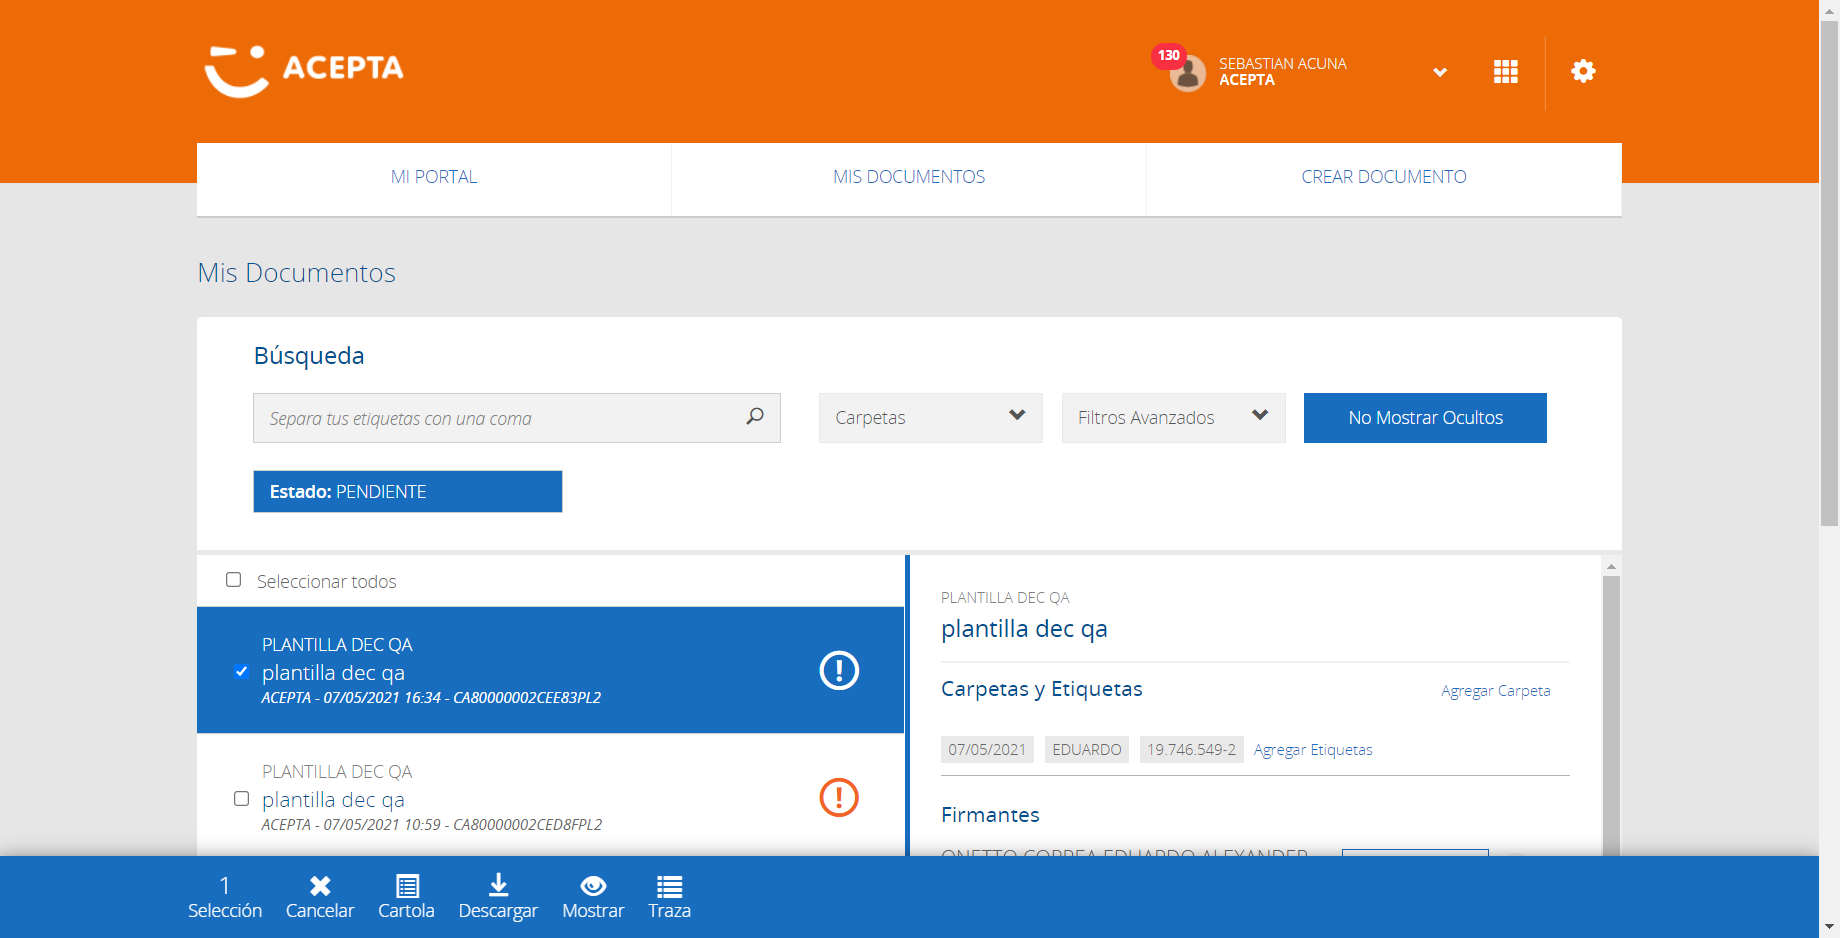 ACEPTA
130
SEBASTIAN ACUNA
ACEPTA
MI PORTAL
MIS DOCUMENTOS
CREAR DOCUMENTO
Mis Documentos
Búsqueda
Separa tus etiquetas con una coma
Carpetas
Filtros Avanzados
No Mostrar Ocultos
Estado: PENDIENTE
Seleccionar todos
PLANTILLA DEC QA
plantilla dec qa
ACEPTA - 07/05/2021 16:34 - CA80000002CEE83PL2
PLANTILLA DEC QA
plantilla dec qa
ACEPTA - 07/05/2021 10:59 - CA80000002CED8FPL2
PLANTILLA DEC QA
plantilla dec qa
Carpetas y Etiquetas
Agregar Carpeta
07/05/2021
EDUARDO
19.746.549-2
Agregar Etiquetas
Firmantes
ONETTO CORREA EDUARDO ALEXANDER
1
Selección
Cancelar
Cartola
Descargar
Mostrar
Traza